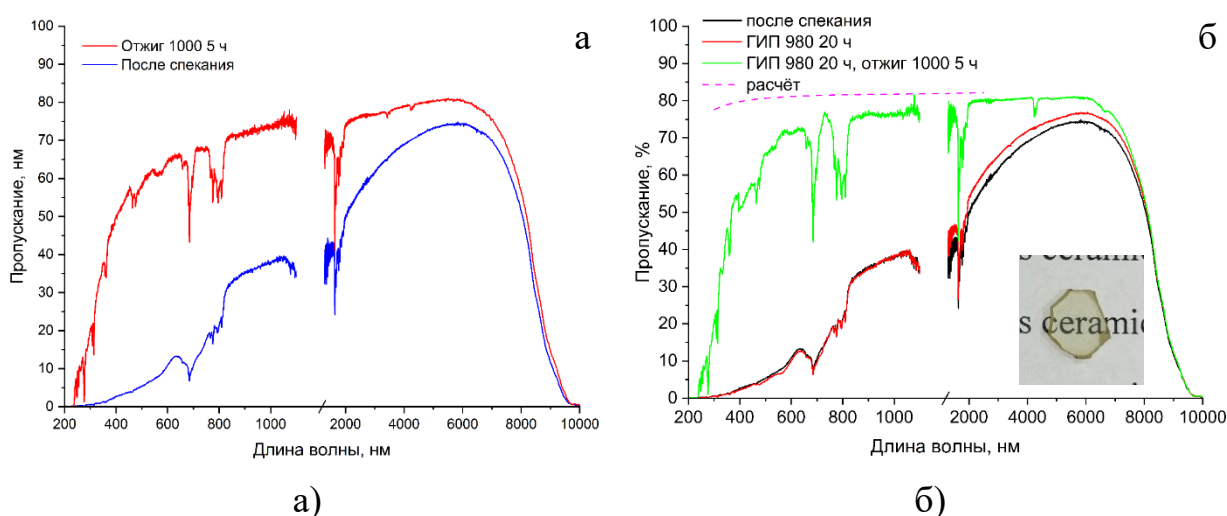 а
Отжиг 1000 5 ч
После спекания
Пропускание, нм
100
90
80
70
60
50
40
30
20
10
0
200 400 600 800 1000 2000 4000 6000 8000 10000
Длина волны, нм
а)
б
после спекания
ГИП 980 20 ч
ГИП 980 20 ч, отжиг 1000 5 ч
расчёт
Пропускание, %
100
90
80
70
60
50
40
30
20
10
0
s ceramic
s ceramic
200 400 600 800 1000 2000 4000 6000 8000 10000
Длина волны, нм
б)